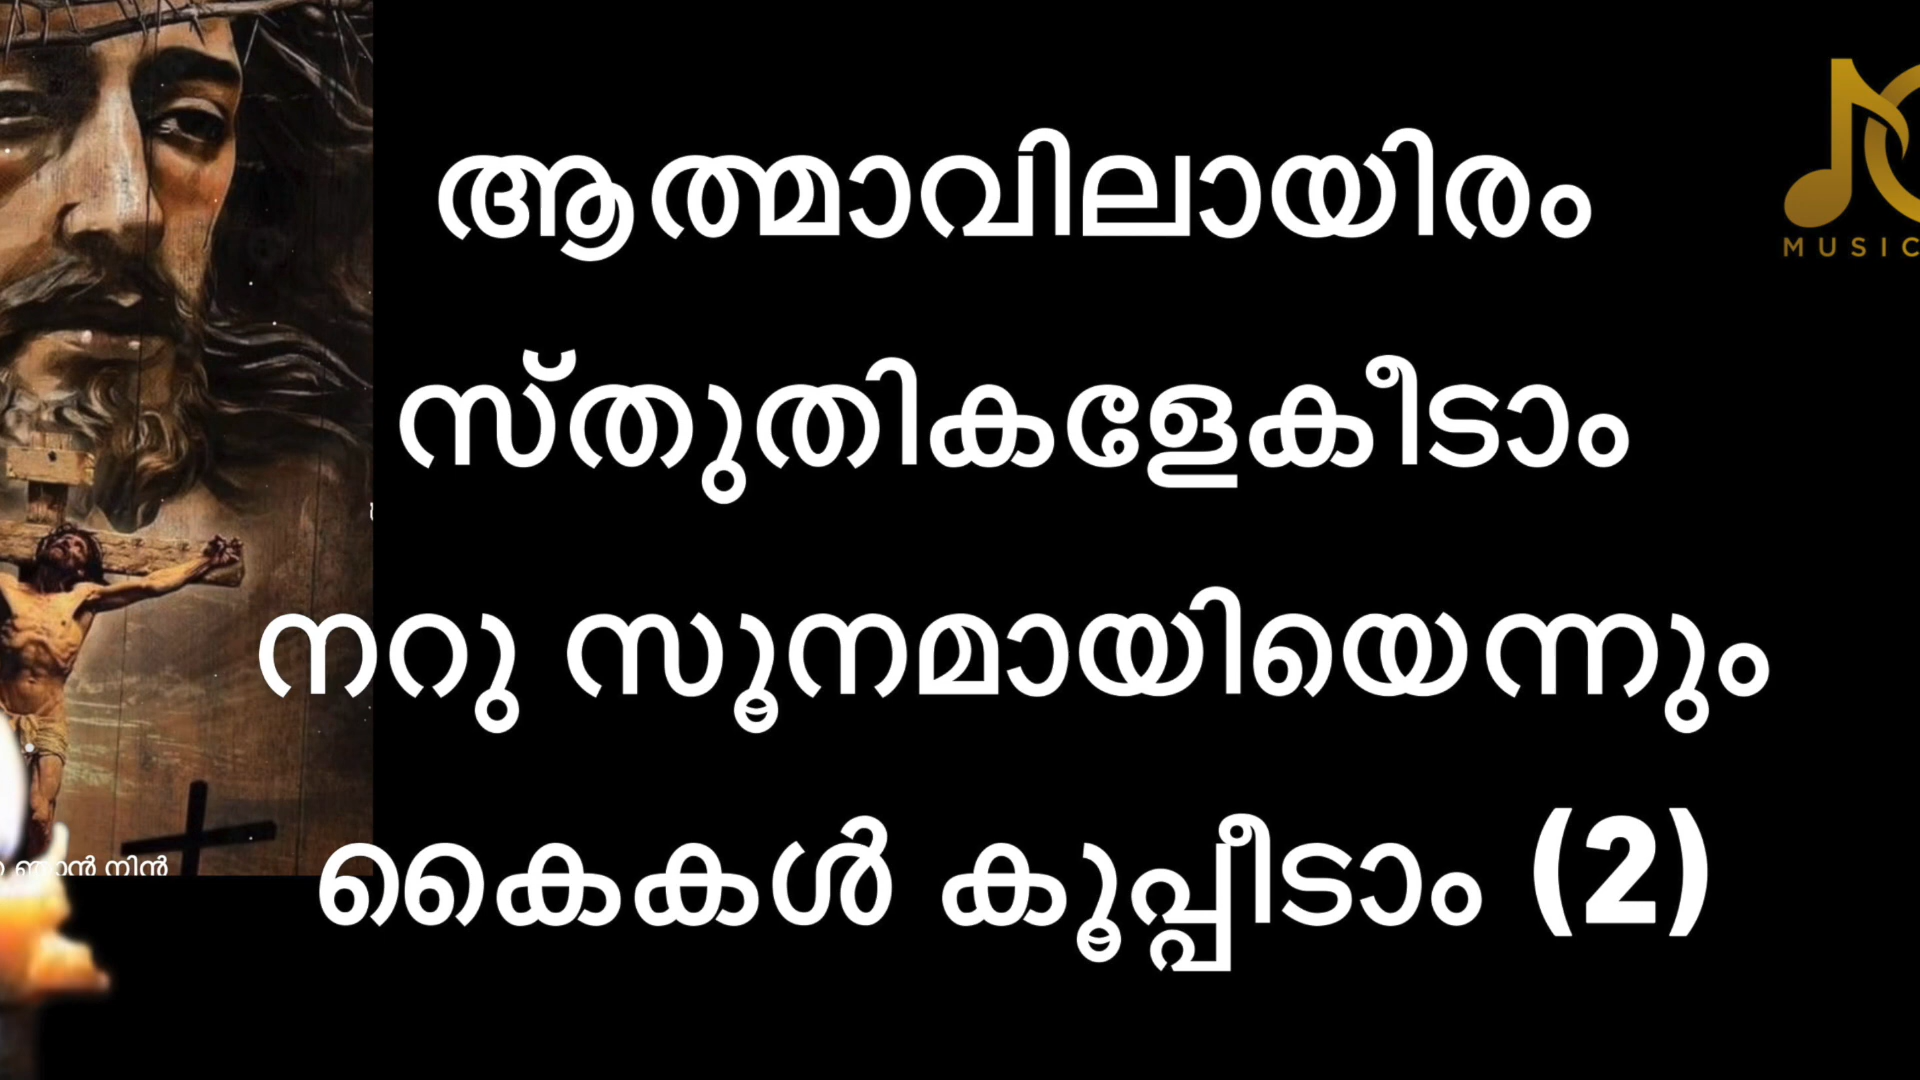 ആത്മാവിലായിരം
സ്തുതികളേകീടാം
നറു സൂനമായിയെന്നും
കൈകൾ കൂപ്പീടാം (2)
MUSIC
ഞാൻ നിൻ